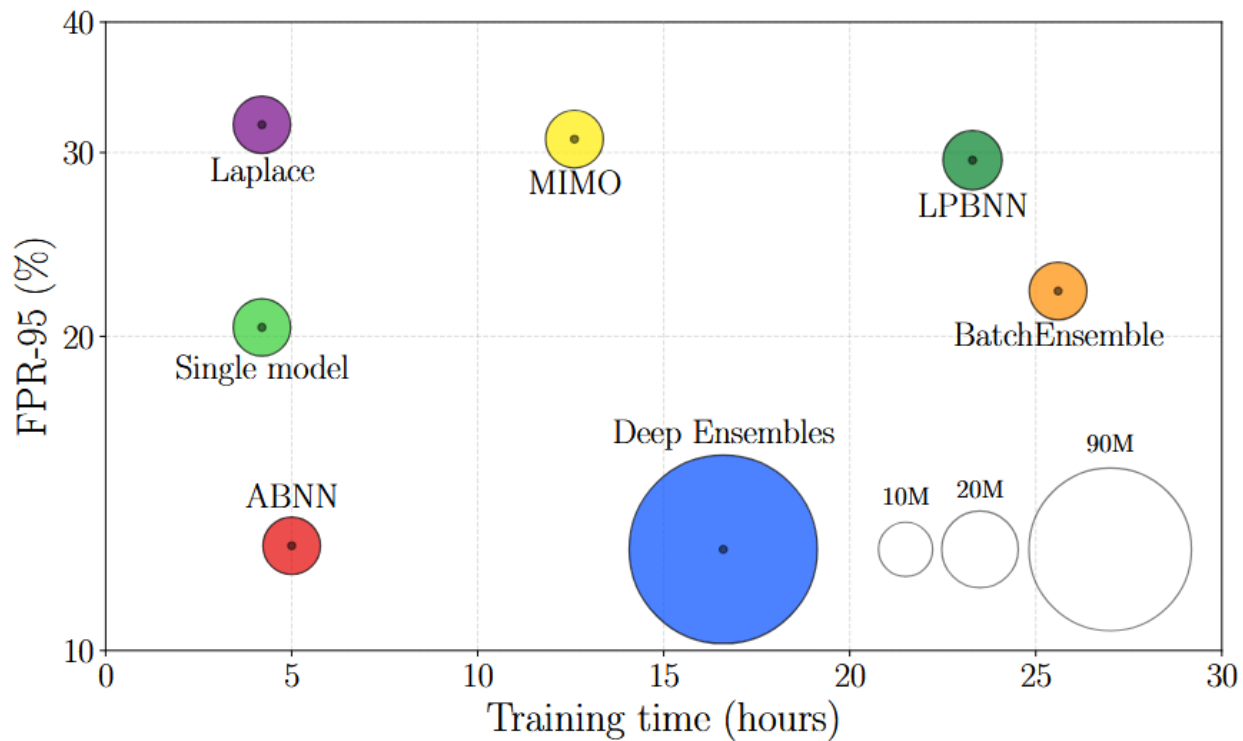 40
30
20
10
FPR-95 (%)
Laplace
MIMO
LPBNN
Single model
BatchEnsemble
ABNN
Deep Ensembles
10M
20M
90M
0
5
10
15
20
25
30
Training time (hours)